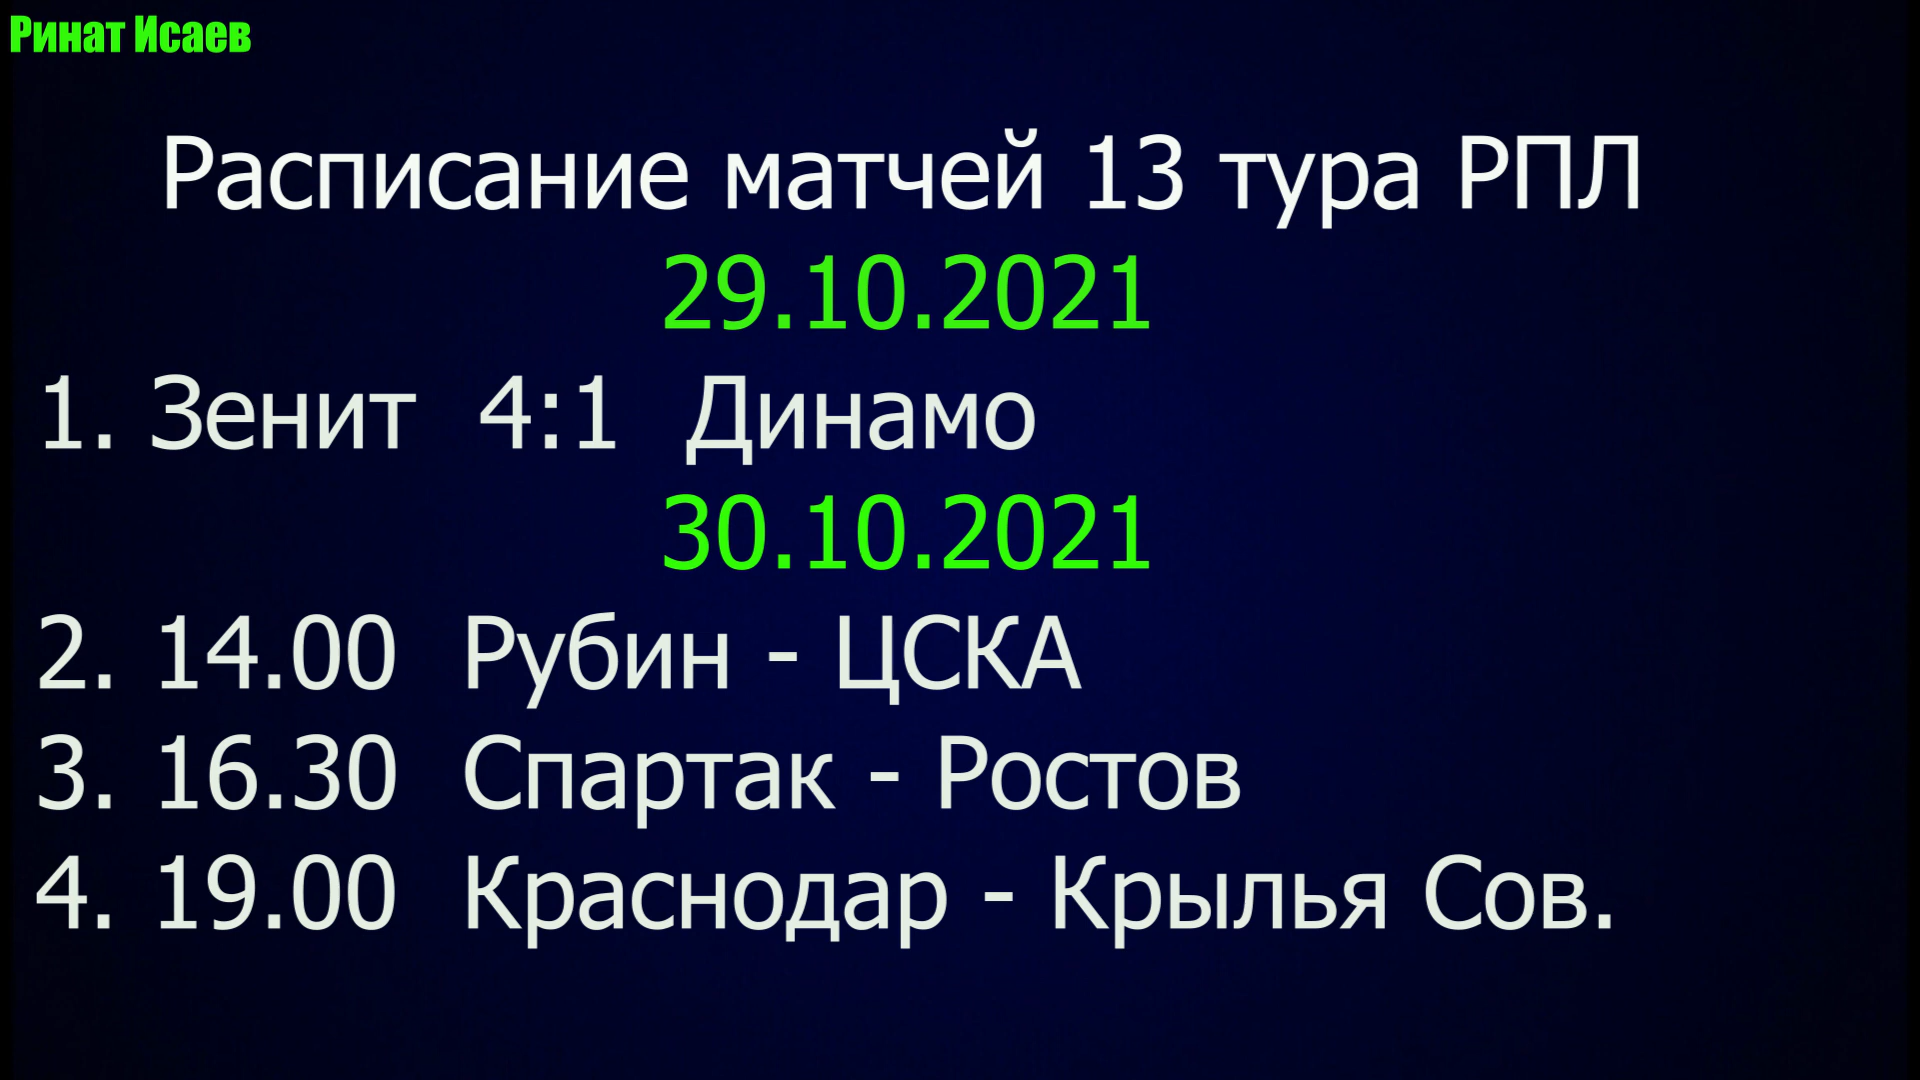 Ринат Исаев
Расписание матчей 13 тура РПЛ
29.10.2021
1. Зенит 4:1 Динамо
30.10.2021
2. 14.00 Рубин - ЦСКА
3. 16.30 Спартак - Ростов
4. 19.00 Краснодар - Крылья Сов.